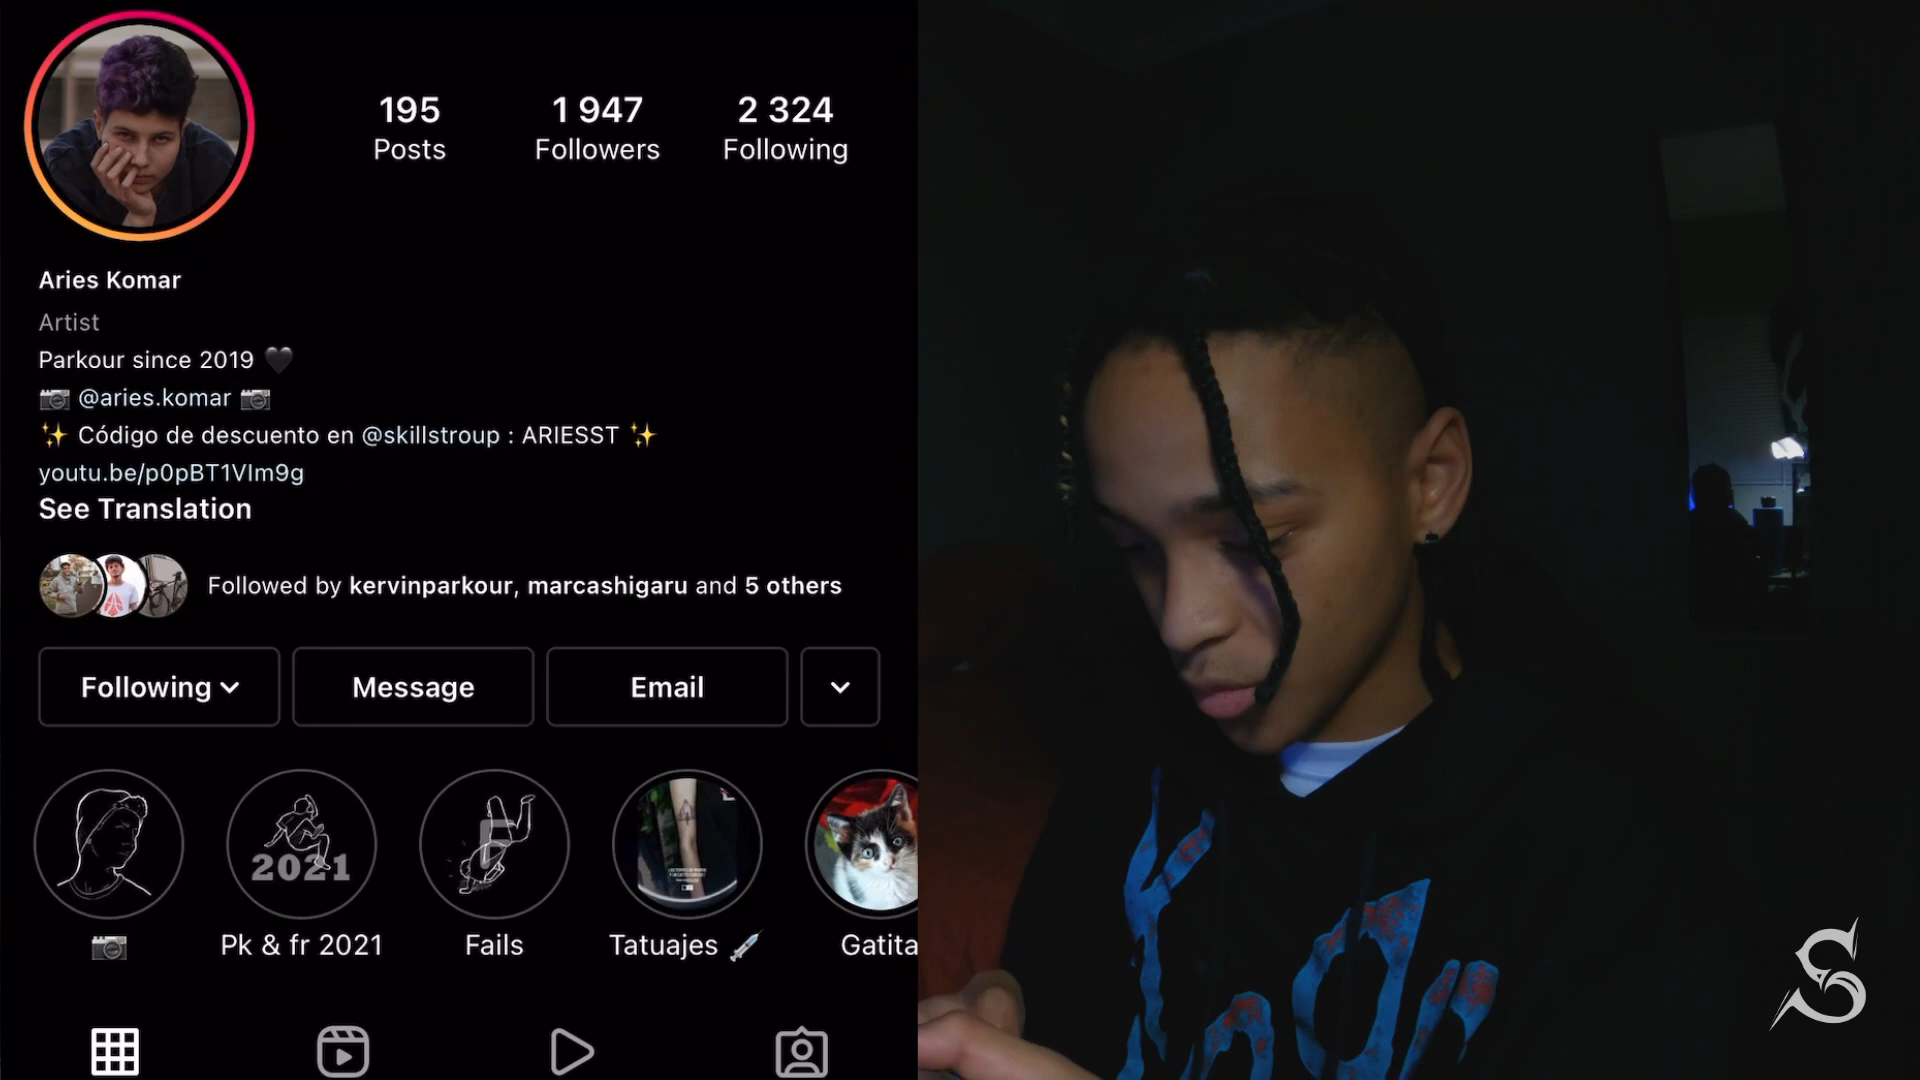 195 1 947 2 324
Posts Followers Following
Aries Komar
Artist
Parkour since 2019 🖤
📷 @aries.komar 📷
✨ Código de descuento en @skillstroup : ARIESST ✨
youtu.be/p0pBT1VIm9g
See Translation
Followed by kervinparkour, marcashigaru and 5 others
Following Message Email
2021
F
Pk & fr 2021 Fails Tatuajes Gatita
S